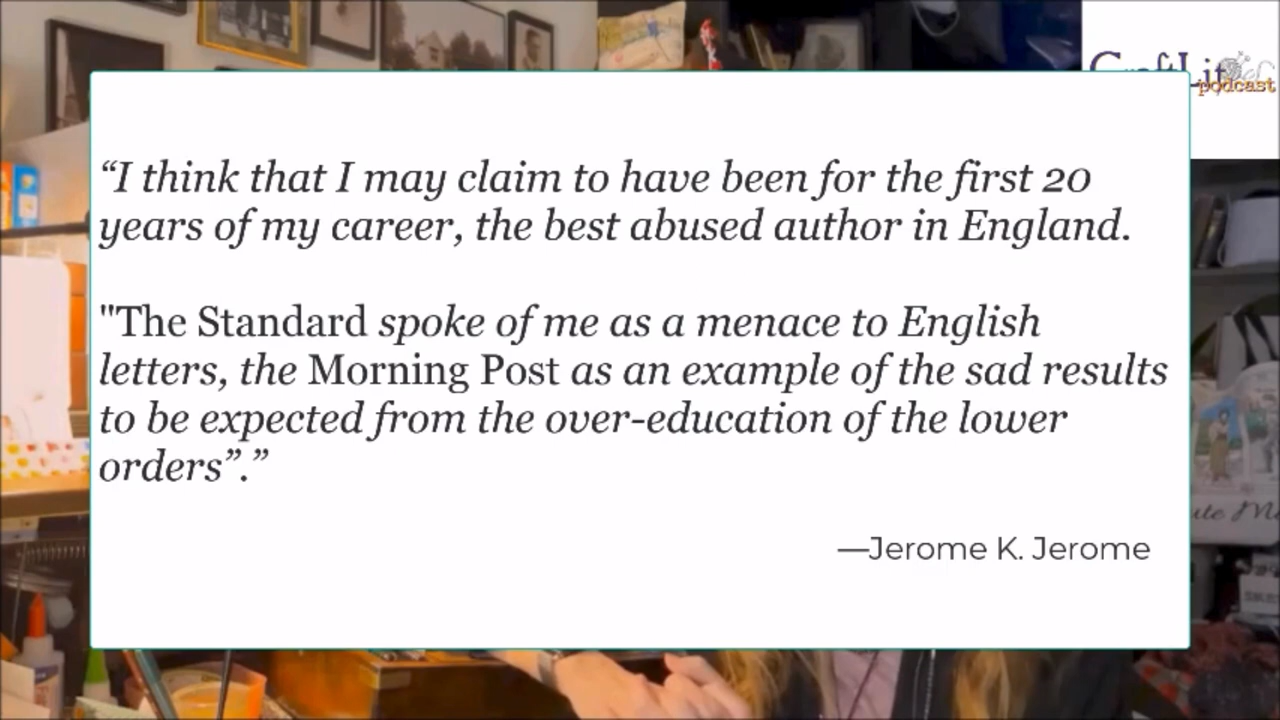 CraftLit
podcast
“I think that I may claim to have been for the first 20
years of my career, the best abused author in England.
"The Standard spoke of me as a menace to English
letters, the Morning Post as an example of the sad results
to be expected from the over-education of the lower
orders”.”
—Jerome K. Jerome